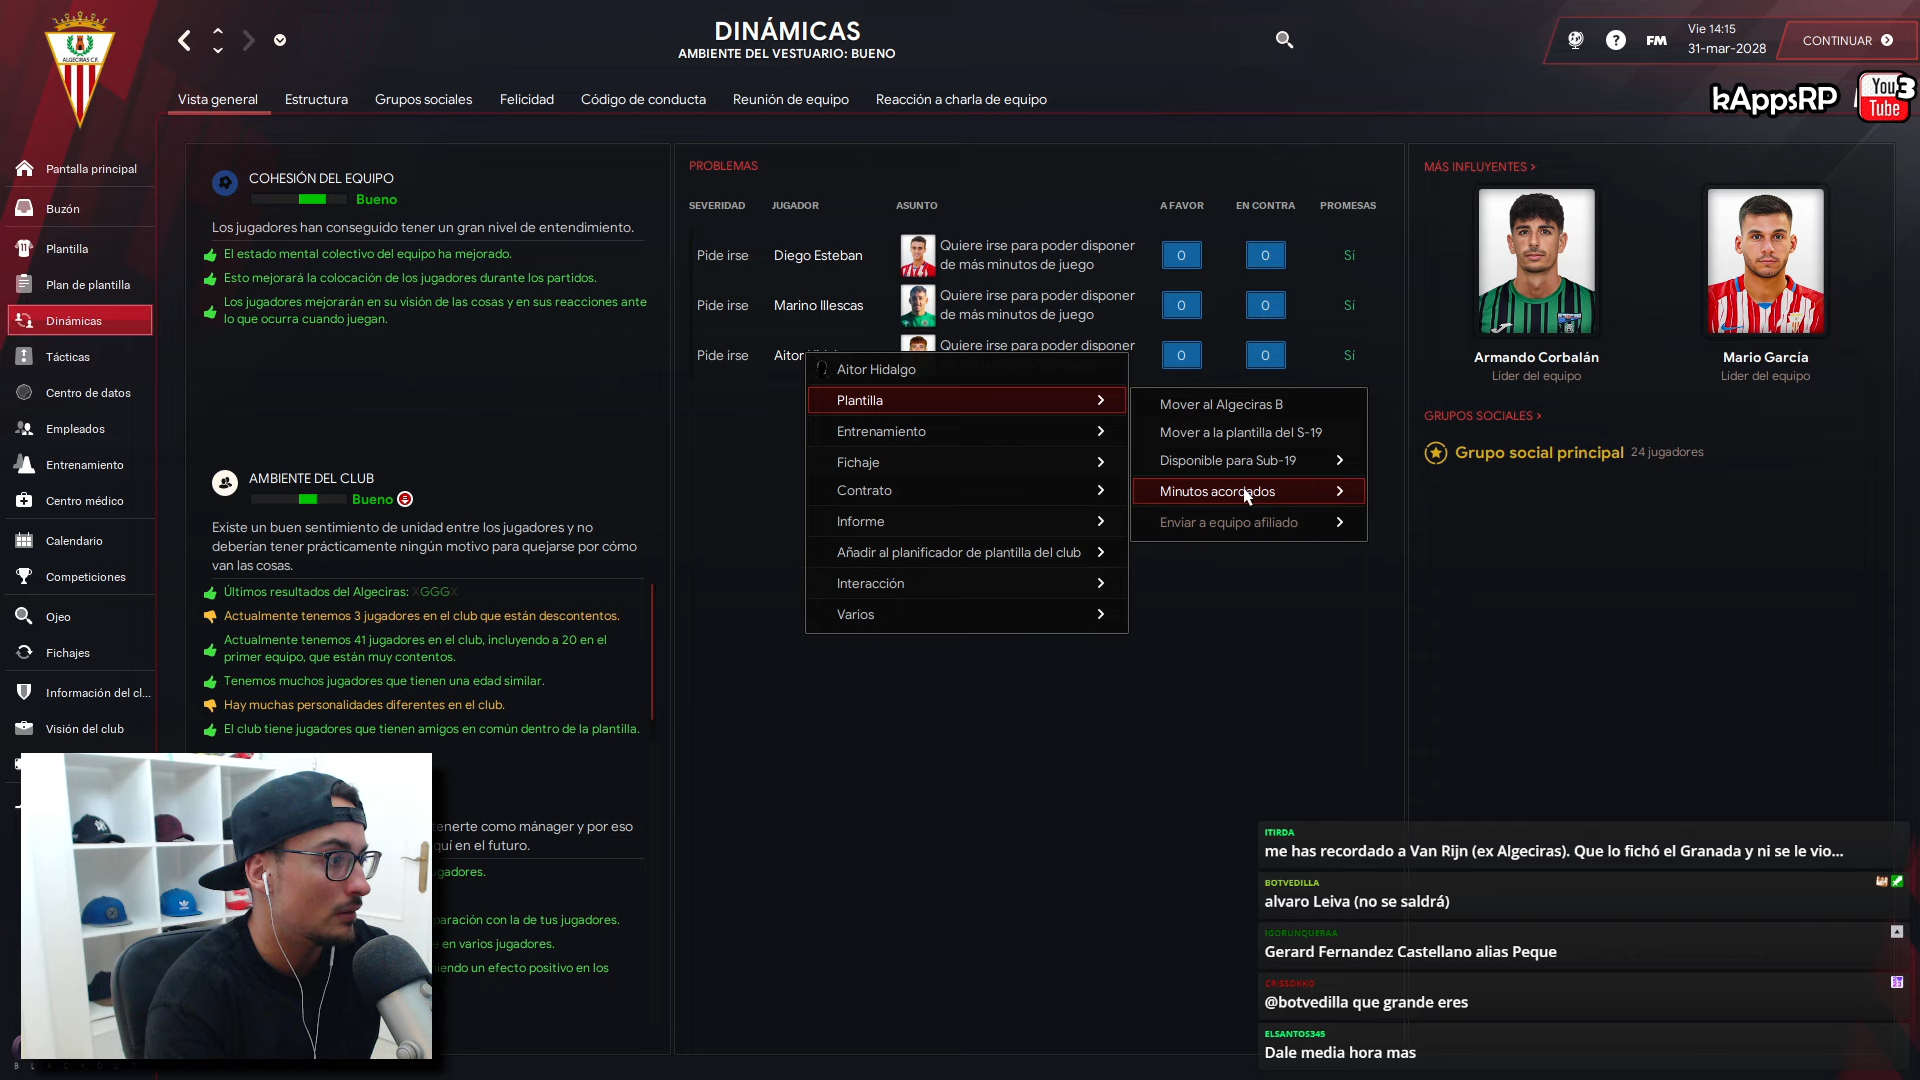 ALGECIRAS C.F.
DINÁMICAS
AMBIENTE DEL VESTUARIO: BUENO
FM
Vie 14:15
31-mar-2028
CONTINUAR
kAppsRP
You
Tube
3
Vista general
Estructura
Grupos sociales
Felicidad
Código de conducta
Reunión de equipo
Reacción a charla de equipo
Pantalla principal
Buzón
Plantilla
Plan de plantilla
Dinámicas
Tácticas
Centro de datos
Empleados
Entrenamiento
Centro médico
Calendario
Competiciones
Ojeo
Fichajes
Información del cl...
Visión del club
COHESIÓN DEL EQUIPO
Bueno
Los jugadores han conseguido tener un gran nivel de entendimiento.
El estado mental colectivo del equipo ha mejorado.
Esto mejorará la colocación de los jugadores durante los partidos.
Los jugadores mejorarán en su visión de las cosas y en sus reacciones ante
lo que ocurra cuando juegan.
AMBIENTE DEL CLUB
Bueno
Existe un buen sentimiento de unidad entre los jugadores y no
deberían tener prácticamente ningún motivo para quejarse por cómo
van las cosas.
Últimos resultados del Algeciras: XGGGX
Actualmente tenemos 3 jugadores en el club que están descontentos.
Actualmente tenemos 41 jugadores en el club, incluyendo a 20 en el
primer equipo, que están muy contentos.
Tenemos muchos jugadores que tienen una edad similar.
Hay muchas personalidades diferentes en el club.
El club tiene jugadores que tienen amigos en común dentro de la plantilla.
tenerte como mánager y por eso
quí en el futuro.
ugadores.
paración con la de tus jugadores.
e en varios jugadores.
iendo un efecto positivo en los
PROBLEMAS
SEVERIDAD JUGADOR ASUNTO A FAVOR EN CONTRA PROMESAS
Pide irse Diego Esteban Quiere irse para poder disponer
de más minutos de juego 0 0 Sí
Pide irse Marino Illescas Quiere irse para poder disponer
de más minutos de juego 0 0 Sí
Pide irse Aitor Quiere irse para poder disponer 0 0 Sí
Aitor Hidalgo
Plantilla
Entrenamiento
Fichaje
Contrato
Informe
Añadir al planificador de plantilla del club
Interacción
Varios
Mover al Algeciras B
Mover a la plantilla del S-19
Disponible para Sub-19
Minutos acordados
Enviar a equipo afiliado
MÁS INFLUYENTES >
Armando Corbalán
Líder del equipo
Mario García
Líder del equipo
GRUPOS SOCIALES >
Grupo social principal 24 jugadores
ITIRDA
me has recordado a Van Rijn (ex Algeciras). Que lo fichó el Granada y ni se le vio...
BOTVEDILLA
alvaro Leiva (no se saldrá)
IGORUNQUERAA
Gerard Fernandez Castellano alias Peque
CRISSOKKO
@botvedilla que grande eres
ELSANTOS345
Dale media hora mas